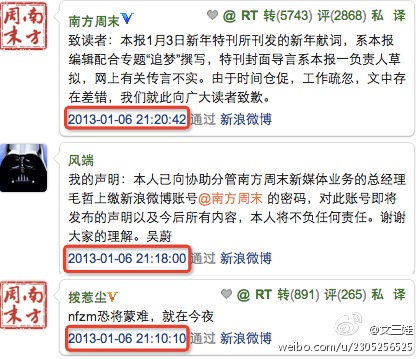 南方周末
南方周末
@ RT 转(5743) 评(2868) 私 译
致读者：本报1月3日新年特刊所刊发的新年献词，系本报
编辑配合专题“追梦”撰写，特刊封面导言系本报一负责人草
拟，网上有关传言不实。由于时间仓促，工作疏忽，文中存
在差错，我们就此向广大读者致歉。
2013-01-06 21:20:42通过 新浪微博
风端
我的声明：本人已向协助分管南方周末新媒体业务的总经理
毛哲上缴新浪微博账号@南方周末 的密码，对此账号即将
发布的声明以及今后所有内容，本人将不负任何责任。谢谢
大家的理解。吴蔚
2013-01-06 21:18:00通过 新浪微博
南方周末
拨惹尘
@ RT 转(891) 评(265) 私 译
nfzm恐将蒙难，就在今夜
2013-01-06 21:10:10通过 新浪微博
@文三娃
weibo.com/u/2305256525